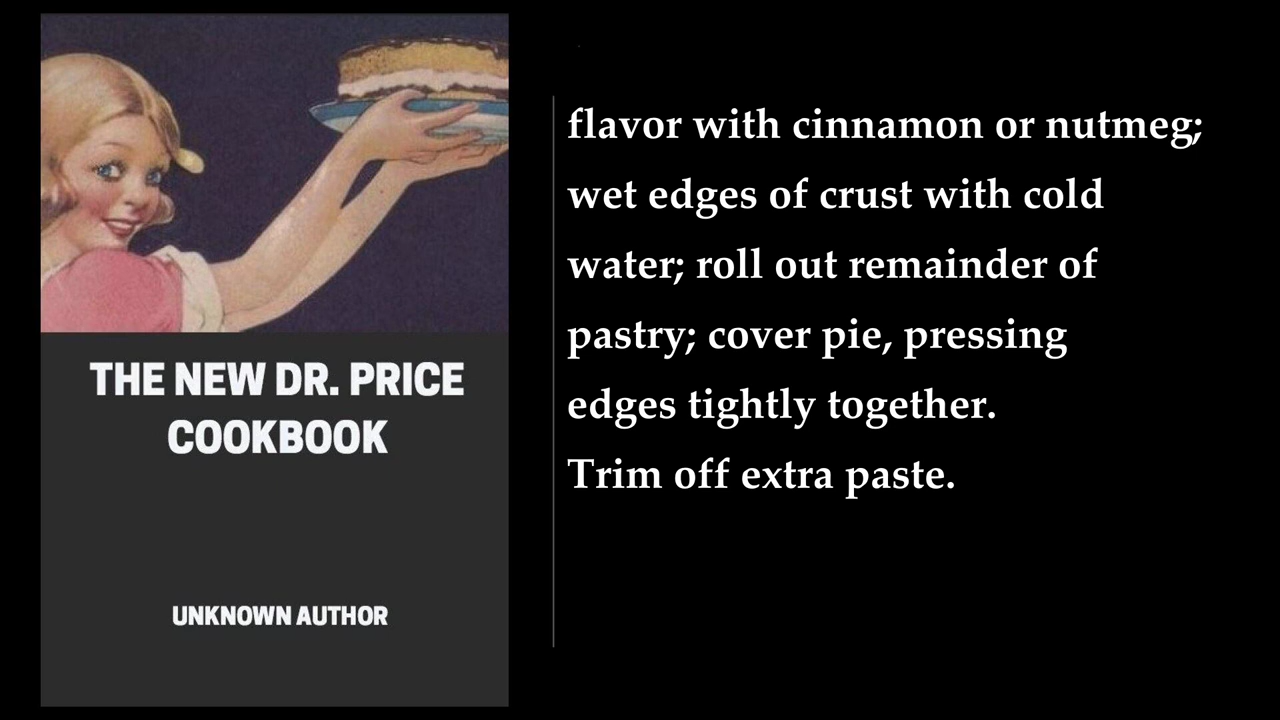 THE NEW DR. PRICE
COOKBOOK
UNKNOWN AUTHOR
flavor with cinnamon or nutmeg;
wet edges of crust with cold
water; roll out remainder of
pastry; cover pie, pressing
edges tightly together.
Trim off extra paste.